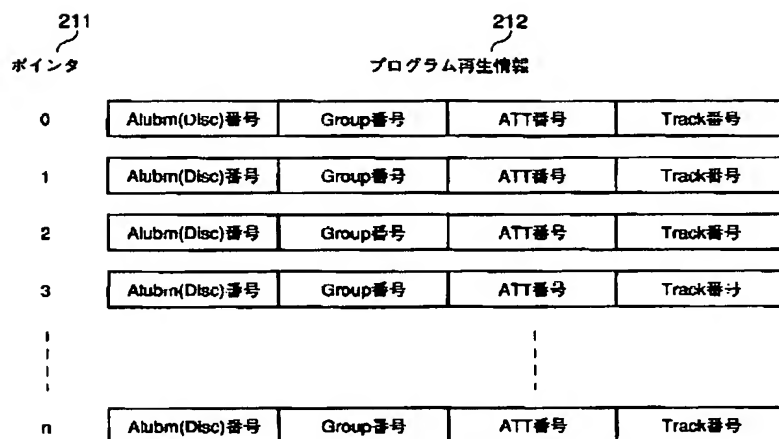 211 212
ポインタ プログラム再生情報
0 Alubm(Disc)番号 Group番号 ATT番号 Track番号
1 Alubm(Disc)番号 Group番号 ATT番号 Track番号
2 Alubm(Disc)番号 Group番号 ATT番号 Track番号
3 Alubm(Disc)番号 Group番号 ATT番号 Track番号
n Alubm(Disc)番号 Group番号 ATT番号 Track番号